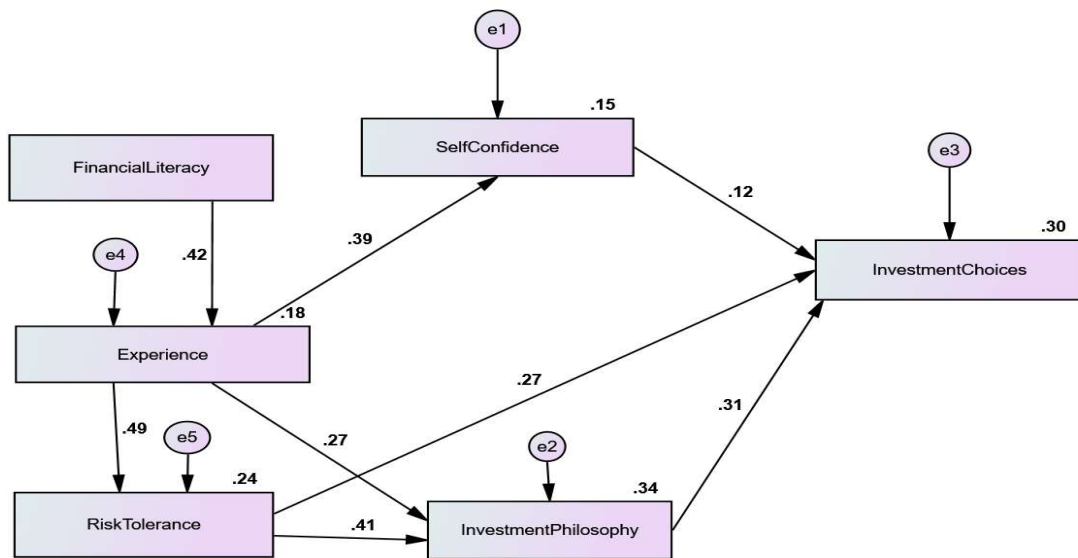 e1
.15
SelfConfidence
FinancialLiteracy
e3
.12
.39
.30
e4
.42
InvestmentChoices
.18
Experience
.27
.31
.49
e5
.27
e2
.24
.34
RiskTolerance
.41
InvestmentPhilosophy